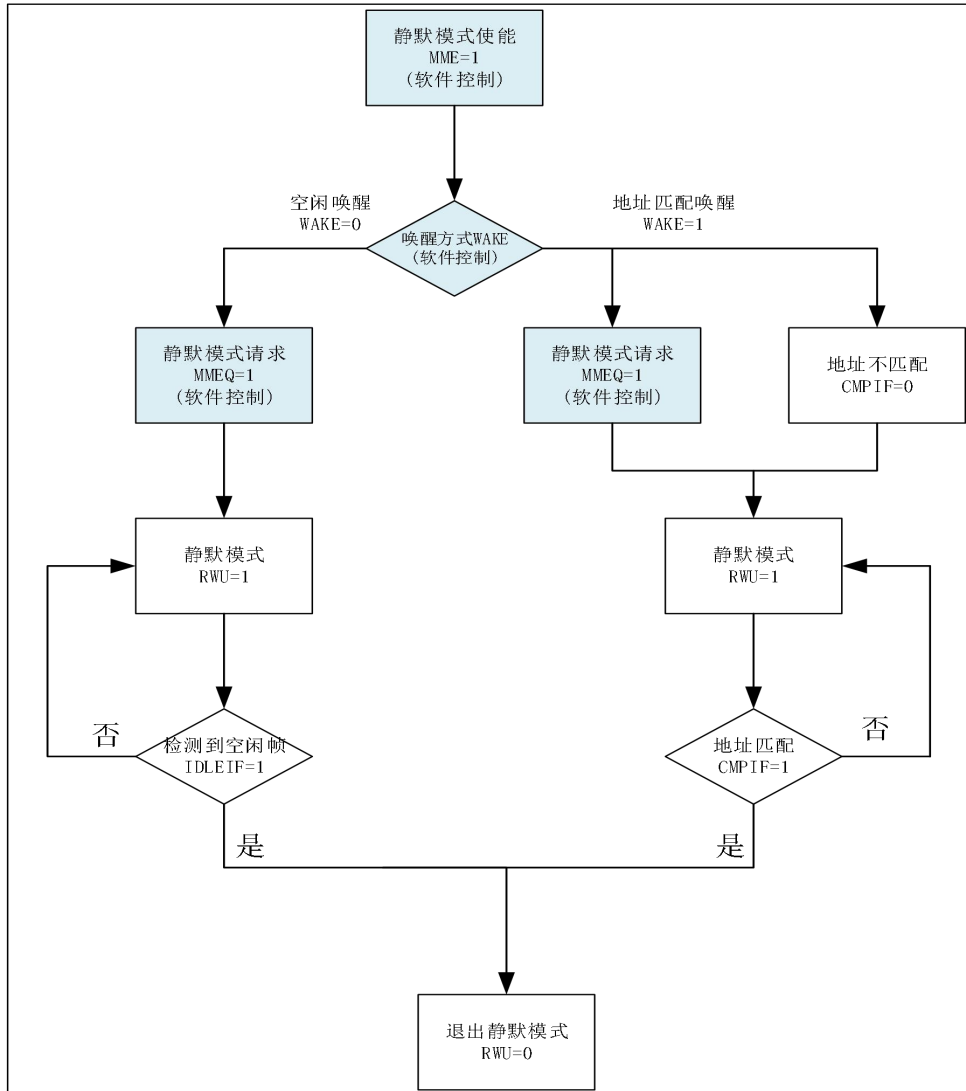 静默模式使能
MME=1
（软件控制）
空闲唤醒
WAKE=0
地址匹配唤醒
WAKE=1
唤醒方式WAKE
（软件控制）
静默模式请求
MMEQ=1
（软件控制）
静默模式请求
MMEQ=1
（软件控制）
地址不匹配
CMPIF=0
静默模式
RWU=1
静默模式
RWU=1
否
检测到空闲帧
IDLEIF=1
地址匹配
CMPIF=1
否
是
是
退出静默模式
RWU=0